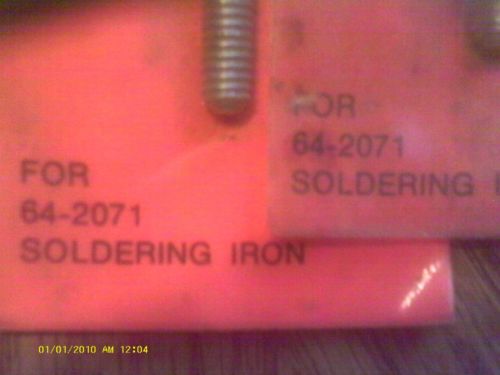 FOR
64-2071
SOLDERING IRON
FOR
64-2071
SOLDERING
01/01/2010 AM 12:04